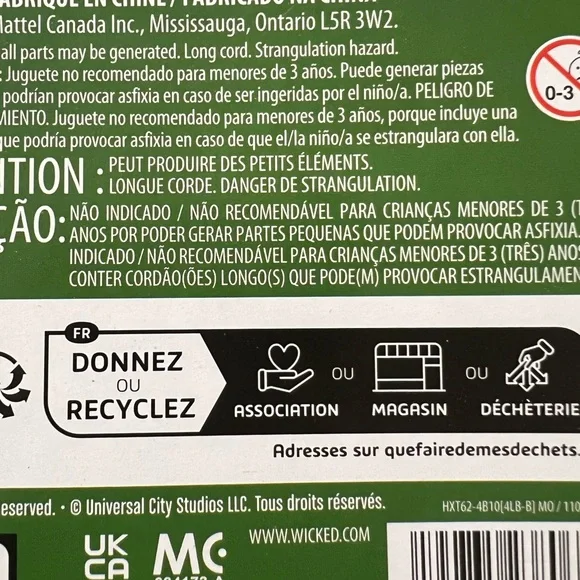 FABRIQUÉ EN CHINE / FABRICADO NA CHINA
Mattel Canada Inc., Mississauga, Ontario L5R 3W2.
all parts may be generated. Long cord. Strangulation hazard.
: Juguete no recomendado para menores de 3 años. Puede generar piezas
podrían provocar asfixia en caso de ser ingeridas por el niño/a. PELIGRO DE
MIENTO. Juguete no recomendado para menores de 3 años, porque incluye una
que podría provocar asfixia en caso de que el/la niño/a se estrangulara con ella.
0-3
NTION : PEUT PRODUIRE DES PETITS ÉLÉMENTS.
LONGUE CORDE. DANGER DE STRANGULATION.
ÇÃO: NÃO INDICADO / NÃO RECOMENDÁVEL PARA CRIANÇAS MENORES DE 3 (T
ANOS POR PODER GERAR PARTES PEQUENAS QUE PODEM PROVOCAR ASFIXIA.
INDICADO / NÃO RECOMENDÁVEL PARA CRIANÇAS MENORES DE 3 (TRÊS) ANOS
CONTER CORDÃO(ÕES) LONGO(S) QUE PODE(M) PROVOCAR ESTRANGULAMEN
FR
DONNEZ
OU
RECYCLEZ
ASSOCIATION OU MAGASIN OU DÉCHÈTERIE
Adresses sur quefairedemesdechets.
eserved. • © Universal City Studios LLC. Tous droits réservés.
HXT62-4B10[4LB-B] MO / 110
WWW.WICKED.COM
UK
CA
MC